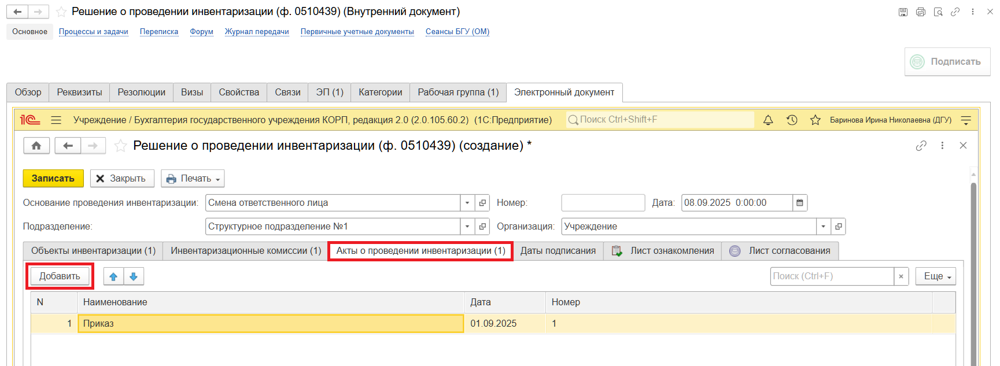 Решение о проведении инвентаризации (ф. 0510439) (Внутренний документ)
Основное Процессы и задачи Переписка Форум Журнал передачи Первичные учетные документы Сеансы БГУ (ОМ)
Подписать
Обзор Реквизиты Резолюции Визы Свойства Связи ЭП (1) Категории Рабочая группа (1) Электронный документ
1С Учреждение / Бухгалтерия государственного учреждения КОРП, редакция 2.0 (2.0.105.60.2) (1С:Предприятие) Поиск Ctrl+Shift+F Баринова Ирина Николаевна (ДГУ)
Решение о проведении инвентаризации (ф. 0510439) (создание) *
Записать Закрыть Печать
Основание проведения инвентаризации: Смена ответственного лица Номер: Дата: 08.09.2025 0:00:00
Подразделение: Структурное подразделение №1 Организация: Учреждение
Объекты инвентаризации (1) Инвентаризационные комиссии (1) Акты о проведении инвентаризации (1) Даты подписания Лист ознакомления Лист согласования
Добавить Поиск (Ctrl+F) × Еще
N Наименование Дата Номер
1 Приказ 01.09.2025 1